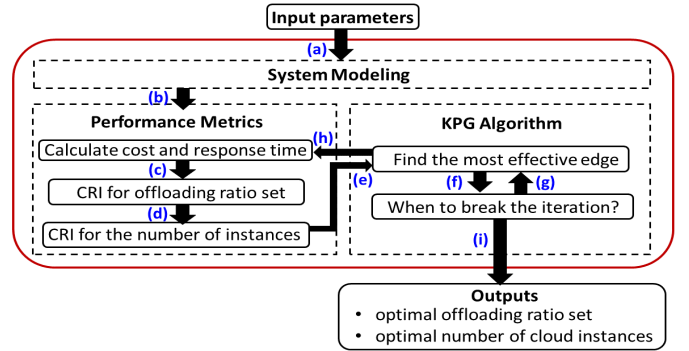 Input parameters
(a)
System Modeling
(b)
Performance Metrics
Calculate cost and response time
(c)
CRI for offloading ratio set
(d)
CRI for the number of instances
(h)
(e)
KPG Algorithm
Find the most effective edge
(f)
(g)
When to break the iteration?
(i)
Outputs
• optimal offloading ratio set
• optimal number of cloud instances